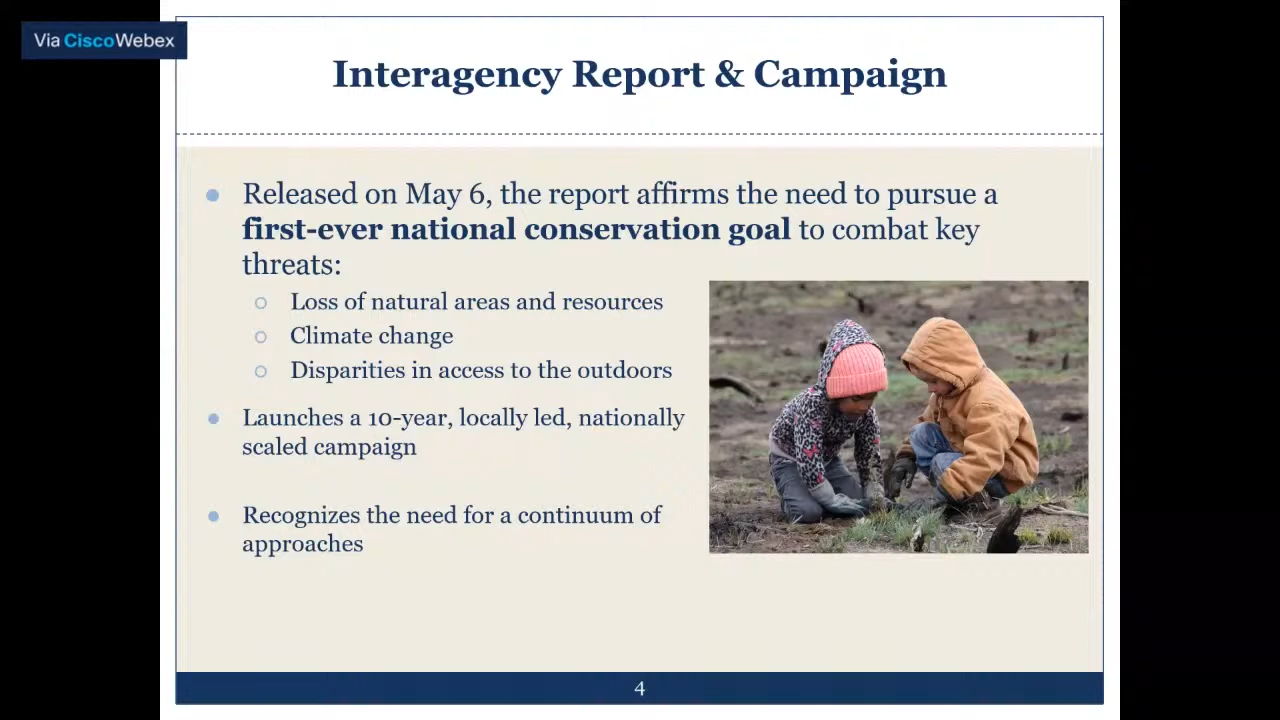 Via Cisco Webex
Interagency Report & Campaign
Released on May 6, the report affirms the need to pursue a
first-ever national conservation goal to combat key
threats:
Loss of natural areas and resources
Climate change
Disparities in access to the outdoors
Launches a 10-year, locally led, nationally
scaled campaign
Recognizes the need for a continuum of
approaches
4